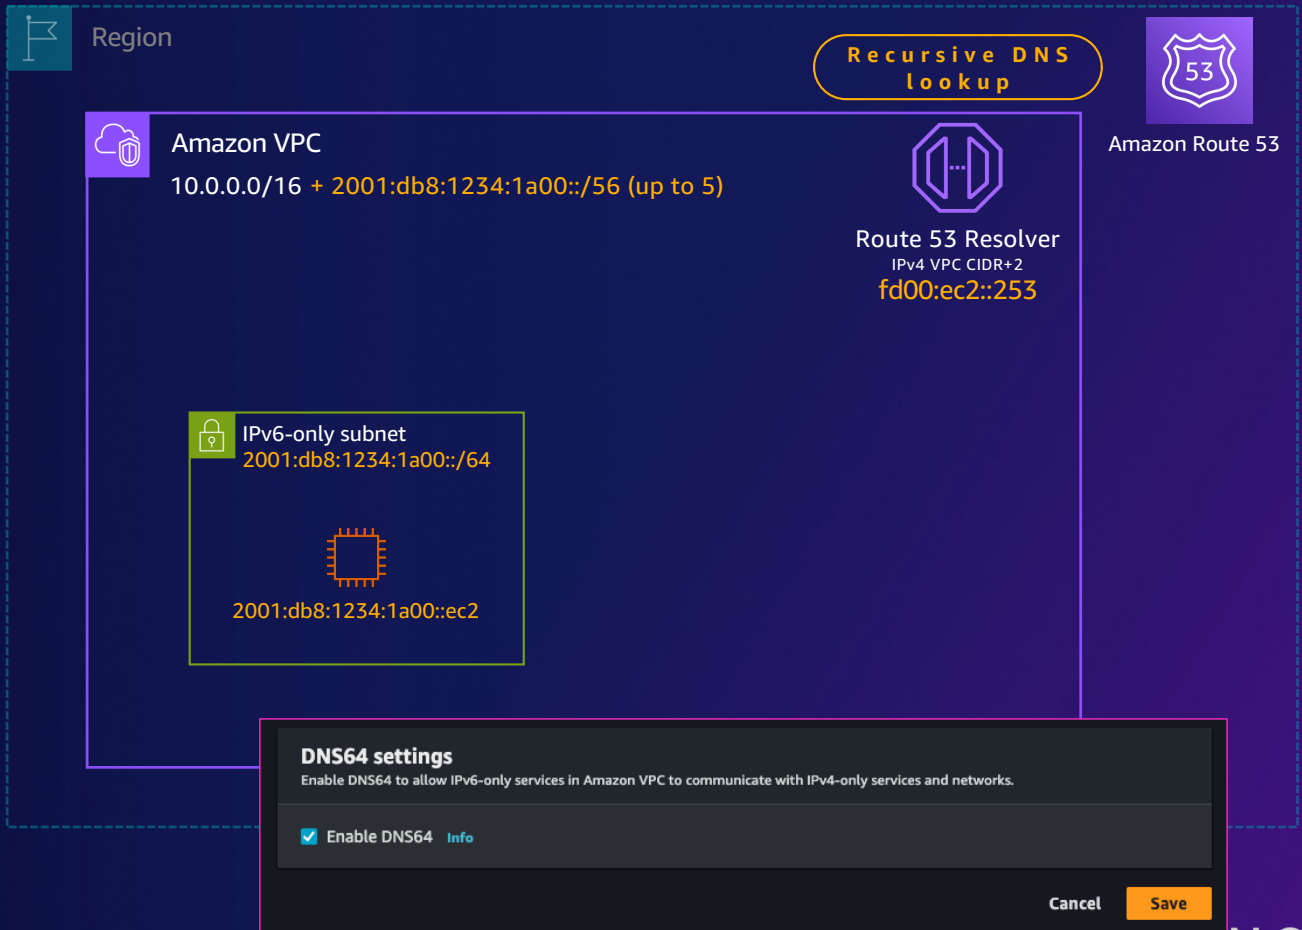 Region
Recursive DNS
lookup
53
Amazon Route 53
Amazon VPC
10.0.0.0/16 + 2001:db8:1234:1a00::/56 (up to 5)
Route 53 Resolver
IPv4 VPC CIDR+2
fd00:ec2::253
IPv6-only subnet
2001:db8:1234:1a00::/64
2001:db8:1234:1a00::ec2
DNS64 settings
Enable DNS64 to allow IPv6-only services in Amazon VPC to communicate with IPv4-only services and networks.
Enable DNS64 Info
Cancel Save